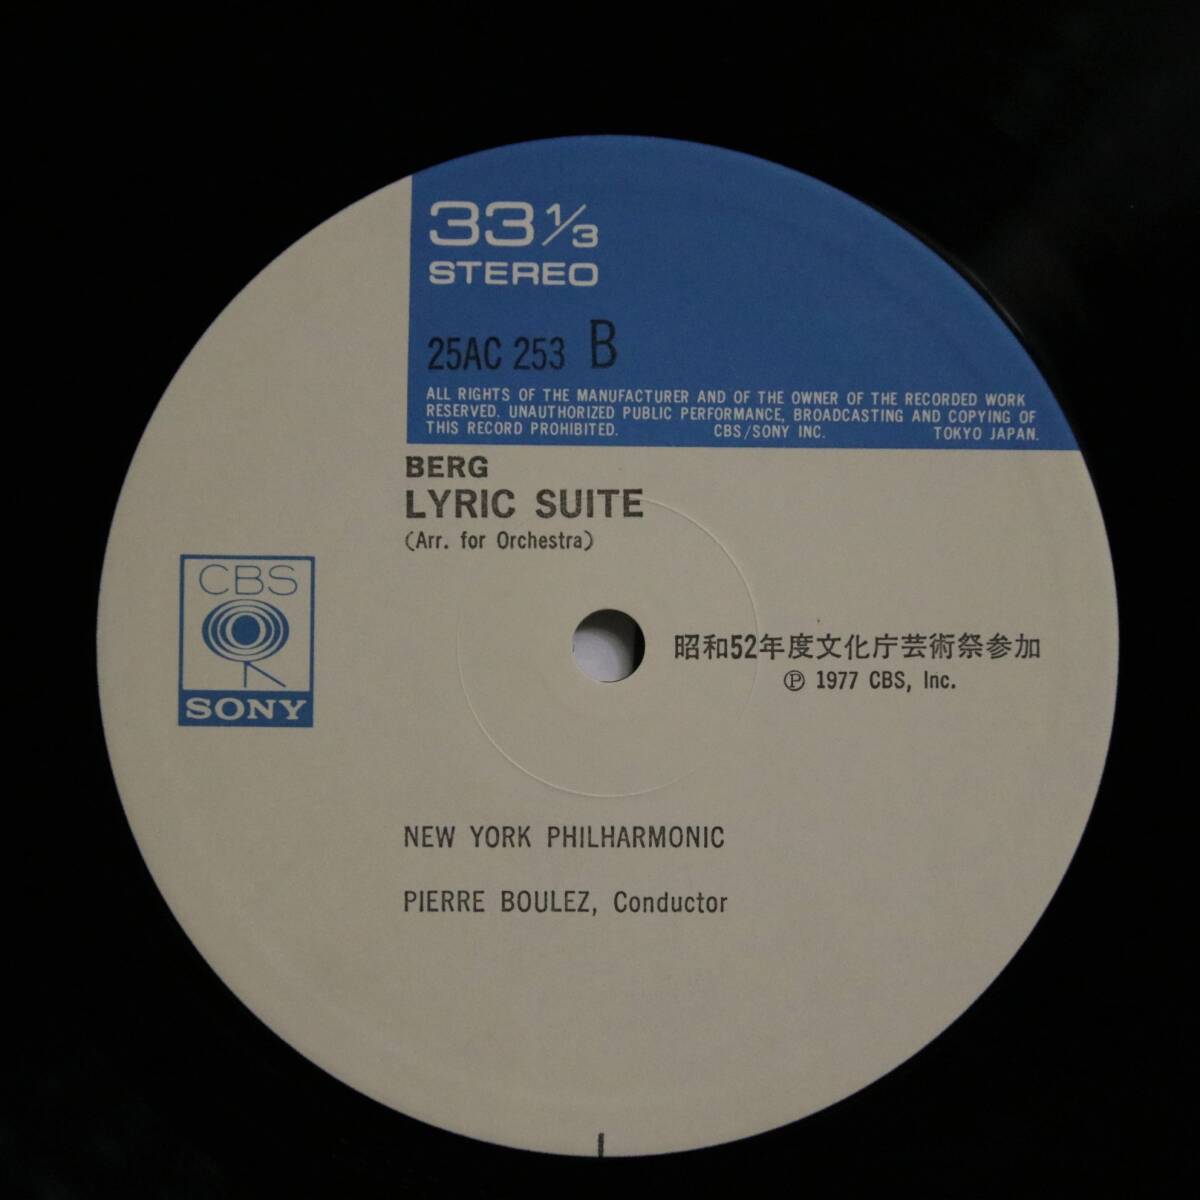 33 1/3
STEREO
25AC 253 B
ALL RIGHTS OF THE MANUFACTURER AND OF THE OWNER OF THE RECORDED WORK
RESERVED. UNAUTHORIZED PUBLIC PERFORMANCE, BROADCASTING AND COPYING OF
THIS RECORD PROHIBITED. CBS/SONY INC. TOKYO JAPAN.
BERG
LYRIC SUITE
(Arr. for Orchestra)
CBS
SONY
昭和52年度文化庁芸術祭参加
Ⓟ 1977 CBS, Inc.
NEW YORK PHILHARMONIC
PIERRE BOULEZ, Conductor